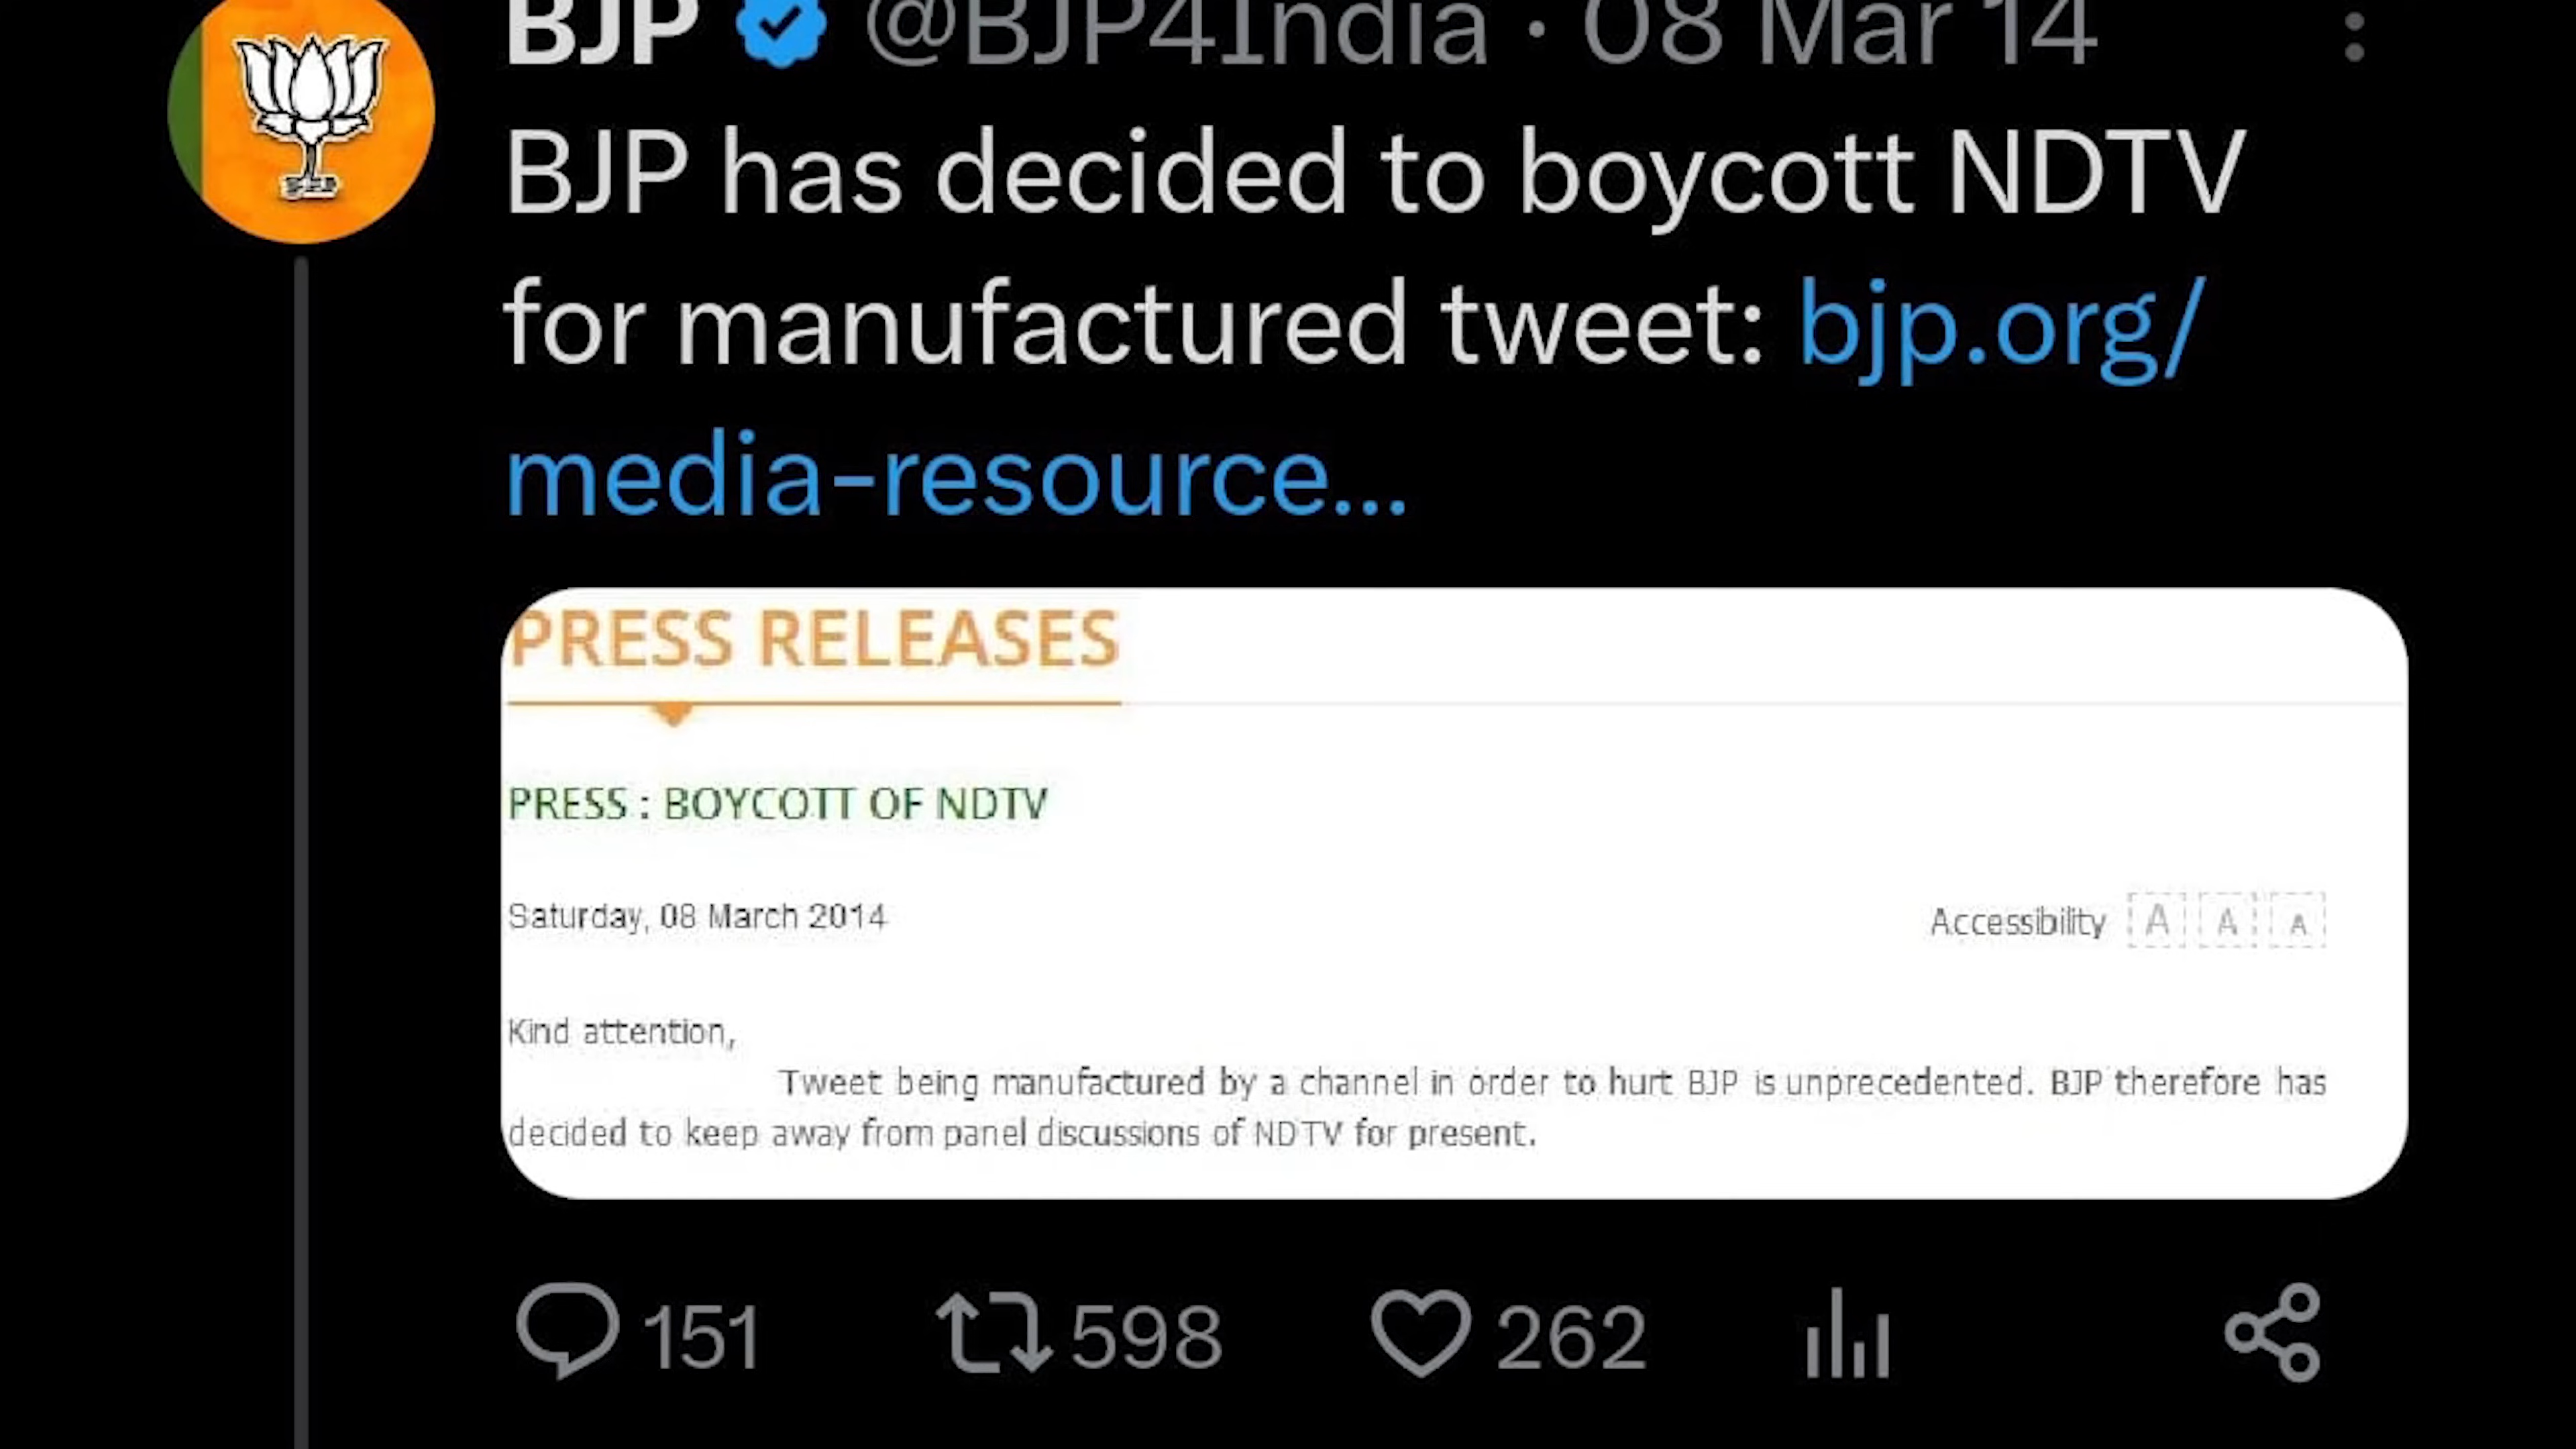 BJP @BJP4India · 08 Mar 14
BJP has decided to boycott NDTV
for manufactured tweet: bjp.org/
media-resource...
PRESS RELEASES
PRESS : BOYCOTT OF NDTV
Saturday, 08 March 2014
Accessibility A A A
Kind attention,
Tweet being manufactured by a channel in order to hurt BJP is unprecedented. BJP therefore has
decided to keep away from panel discussions of NDTV for present.
151 598 262